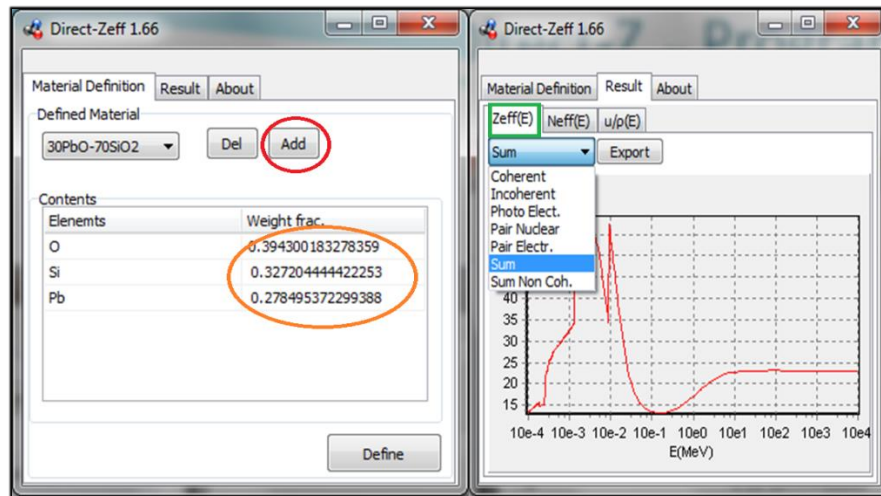 Direct-Zeff 1.66
Material Definition Result About
Defined Material
30PbO-70SiO2 Del Add
Contents
Elenemts Weight frac.
O 0.394300183278359
Si 0.327204444422253
Pb 0.278495372299388
Define
Direct-Zeff 1.66
Material Definition Result About
Zeff(E) Neff(E) u/ρ(E)
Sum Export
Coherent
Incoherent
Photo Elect.
Pair Nuclear
Pair Electr.
Sum
Sum Non Coh.
40
35
30
25
20
15
10e-4 10e-3 10e-2 10e-1 10e0 10e1 10e2 10e3 10e4
E(MeV)